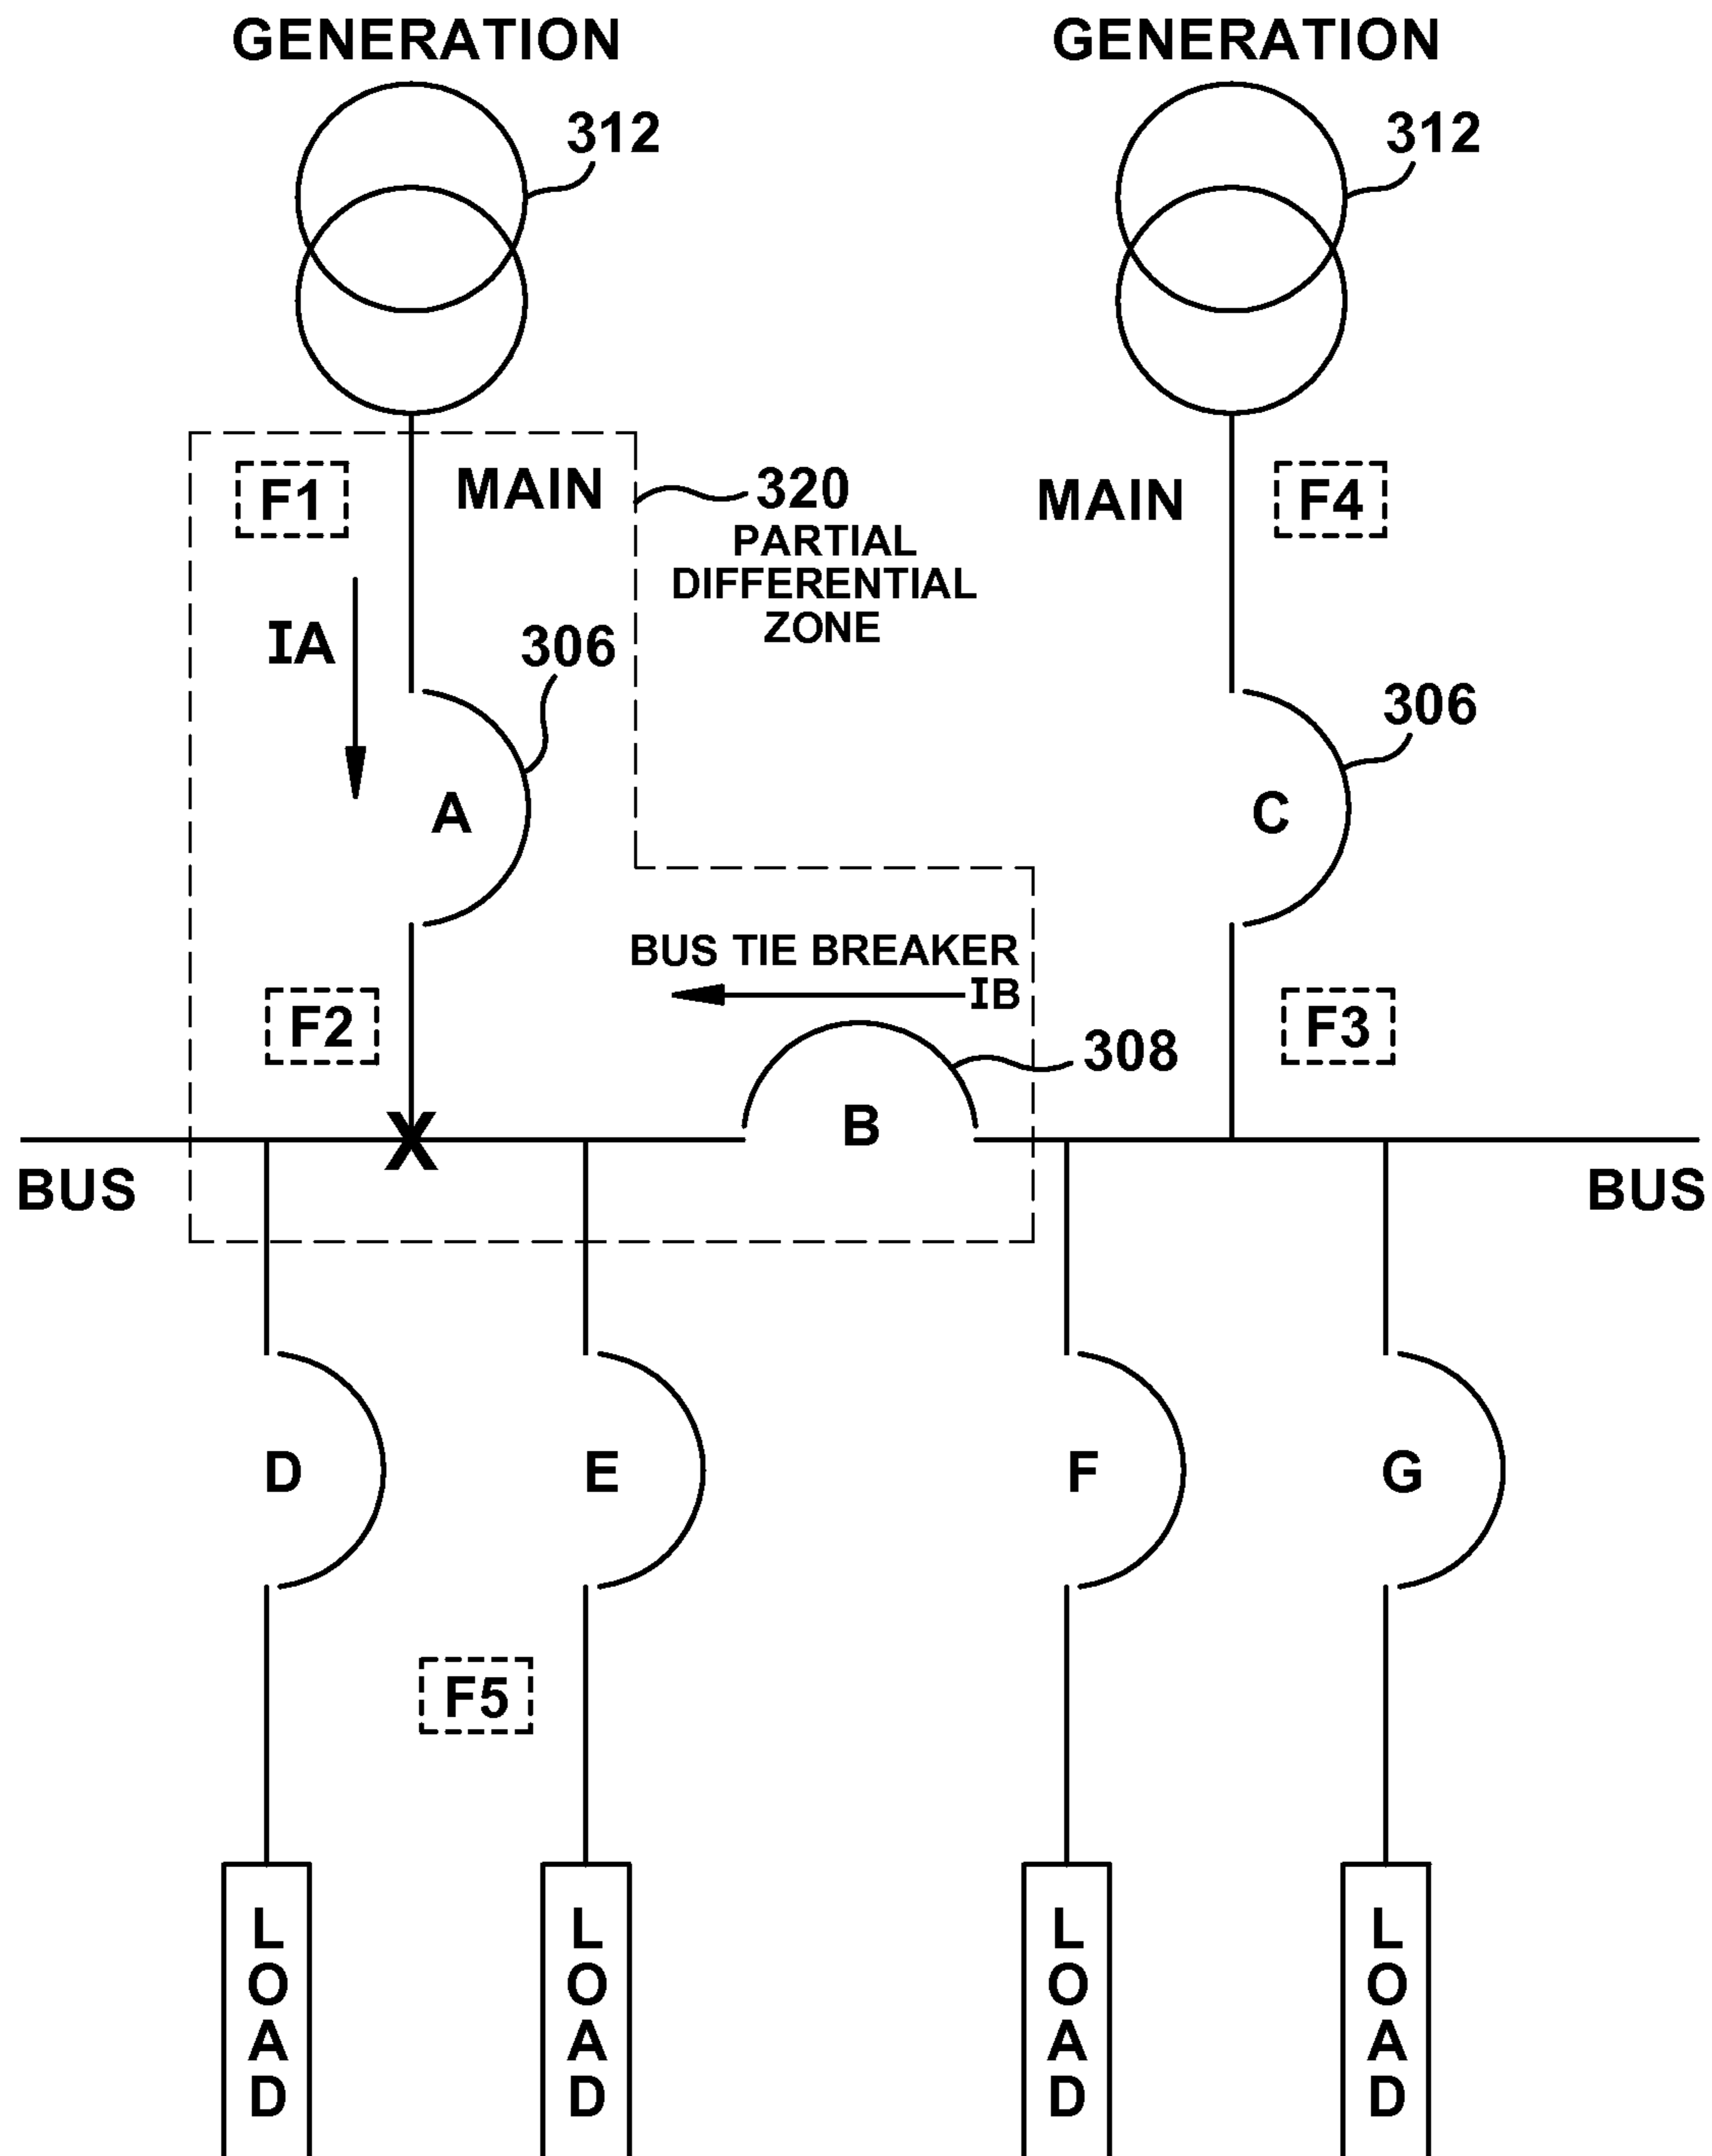 GENERATION
GENERATION
312
312
F1
MAIN
320
PARTIAL
DIFFERENTIAL
ZONE
MAIN
F4
IA
306
306
A
C
BUS TIE BREAKER
IB
F2
F3
308
B
X
BUS
BUS
D
E
F
G
F5
LOAD
LOAD
LOAD
LOAD